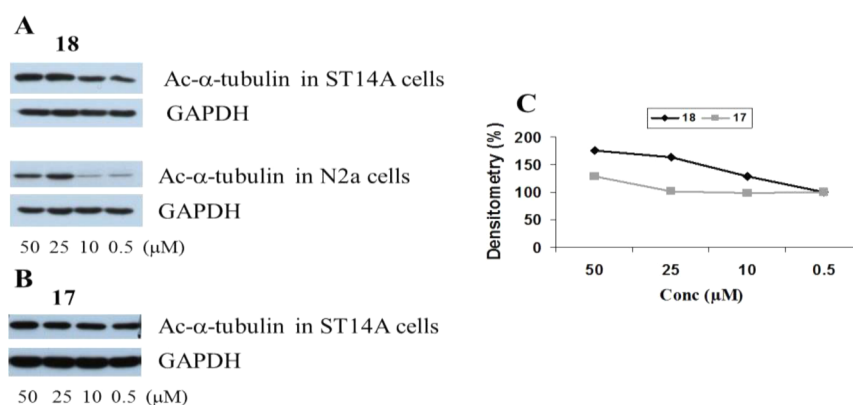 A
18
Ac-α-tubulin in ST14A cells
GAPDH
Ac-α-tubulin in N2a cells
GAPDH
50 25 10 0.5 (µM)
B
17
Ac-α-tubulin in ST14A cells
GAPDH
50 25 10 0.5 (µM)
C
18 17
Densitometry (%)
200
150
100
50
0
50 25 10 0.5
Conc (µM)